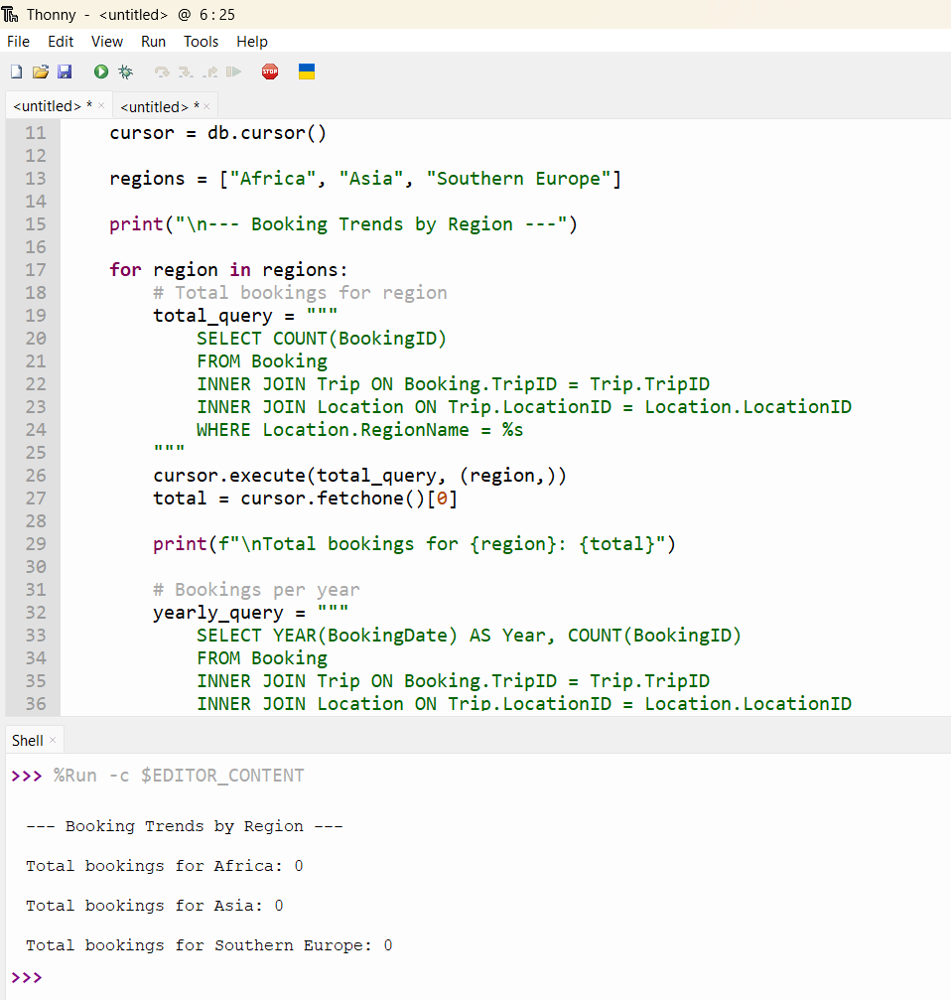 Thonny - <untitled> @ 6:25
File Edit View Run Tools Help
STOP
<untitled> * × <untitled> * ×
11 cursor = db.cursor()
12
13 regions = ["Africa", "Asia", "Southern Europe"]
14
15 print("\n--- Booking Trends by Region ---")
16
17 for region in regions:
18 # Total bookings for region
19 total_query = """
20 SELECT COUNT(BookingID)
21 FROM Booking
22 INNER JOIN Trip ON Booking.TripID = Trip.TripID
23 INNER JOIN Location ON Trip.LocationID = Location.LocationID
24 WHERE Location.RegionName = %s
25 """
26 cursor.execute(total_query, (region,))
27 total = cursor.fetchone()[0]
28
29 print(f"\nTotal bookings for {region}: {total}")
30
31 # Bookings per year
32 yearly_query = """
33 SELECT YEAR(BookingDate) AS Year, COUNT(BookingID)
34 FROM Booking
35 INNER JOIN Trip ON Booking.TripID = Trip.TripID
36 INNER JOIN Location ON Trip.LocationID = Location.LocationID
Shell ×
>>> %Run -c $EDITOR_CONTENT
--- Booking Trends by Region ---
Total bookings for Africa: 0
Total bookings for Asia: 0
Total bookings for Southern Europe: 0
>>>